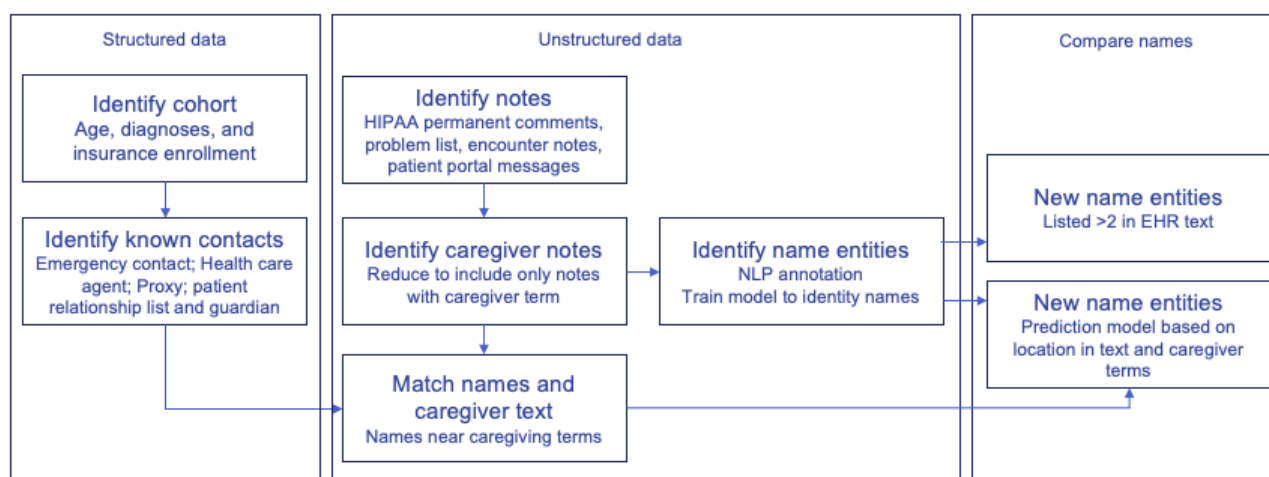 Structured data
Identify cohort
Age, diagnoses, and
insurance enrollment
Identify known contacts
Emergency contact; Health care
agent; Proxy; patient
relationship list and guardian
Unstructured data
Identify notes
HIPAA permanent comments,
problem list, encounter notes,
patient portal messages
Identify caregiver notes
Reduce to include only notes
with caregiver term
Match names and
caregiver text
Names near caregiving terms
Identify name entities
NLP annotation
Train model to identity names
Compare names
New name entities
Listed >2 in EHR text
New name entities
Prediction model based on
location in text and caregiver
terms